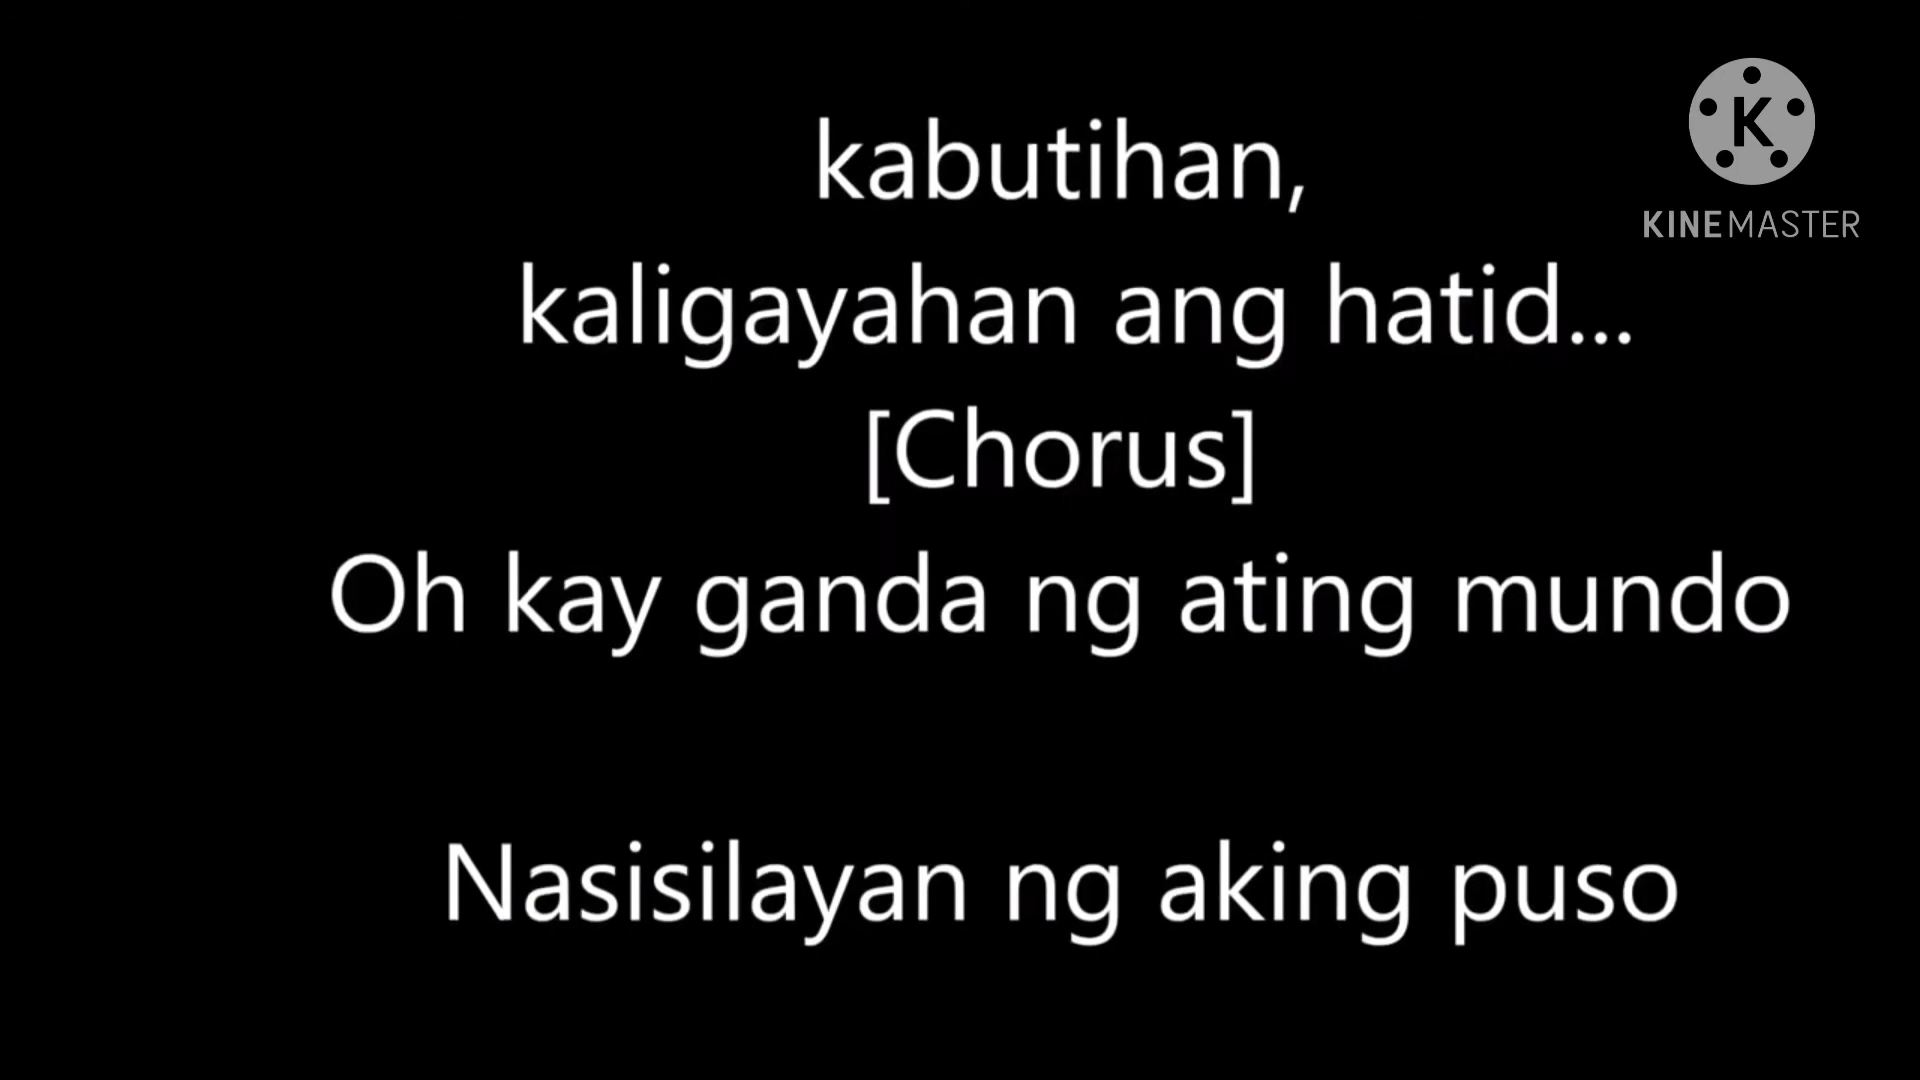 kabutihan,
kaligayahan ang hatid...
[Chorus]
Oh kay ganda ng ating mundo
Nasisilayan ng aking puso
K
KINEMASTER